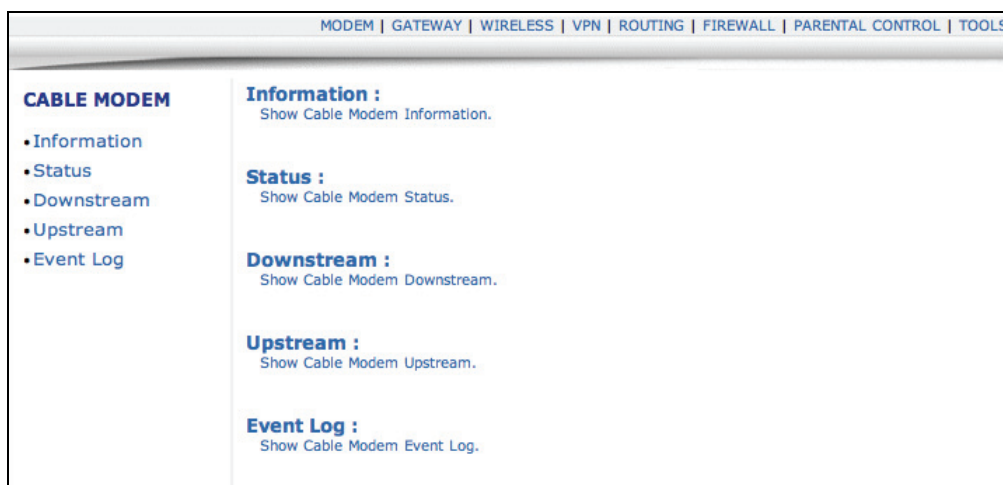 MODEM | GATEWAY | WIRELESS | VPN | ROUTING | FIREWALL | PARENTAL CONTROL | TOOLS
CABLE MODEM
•Information
•Status
•Downstream
•Upstream
•Event Log
Information :
Show Cable Modem Information.
Status :
Show Cable Modem Status.
Downstream :
Show Cable Modem Downstream.
Upstream :
Show Cable Modem Upstream.
Event Log :
Show Cable Modem Event Log.